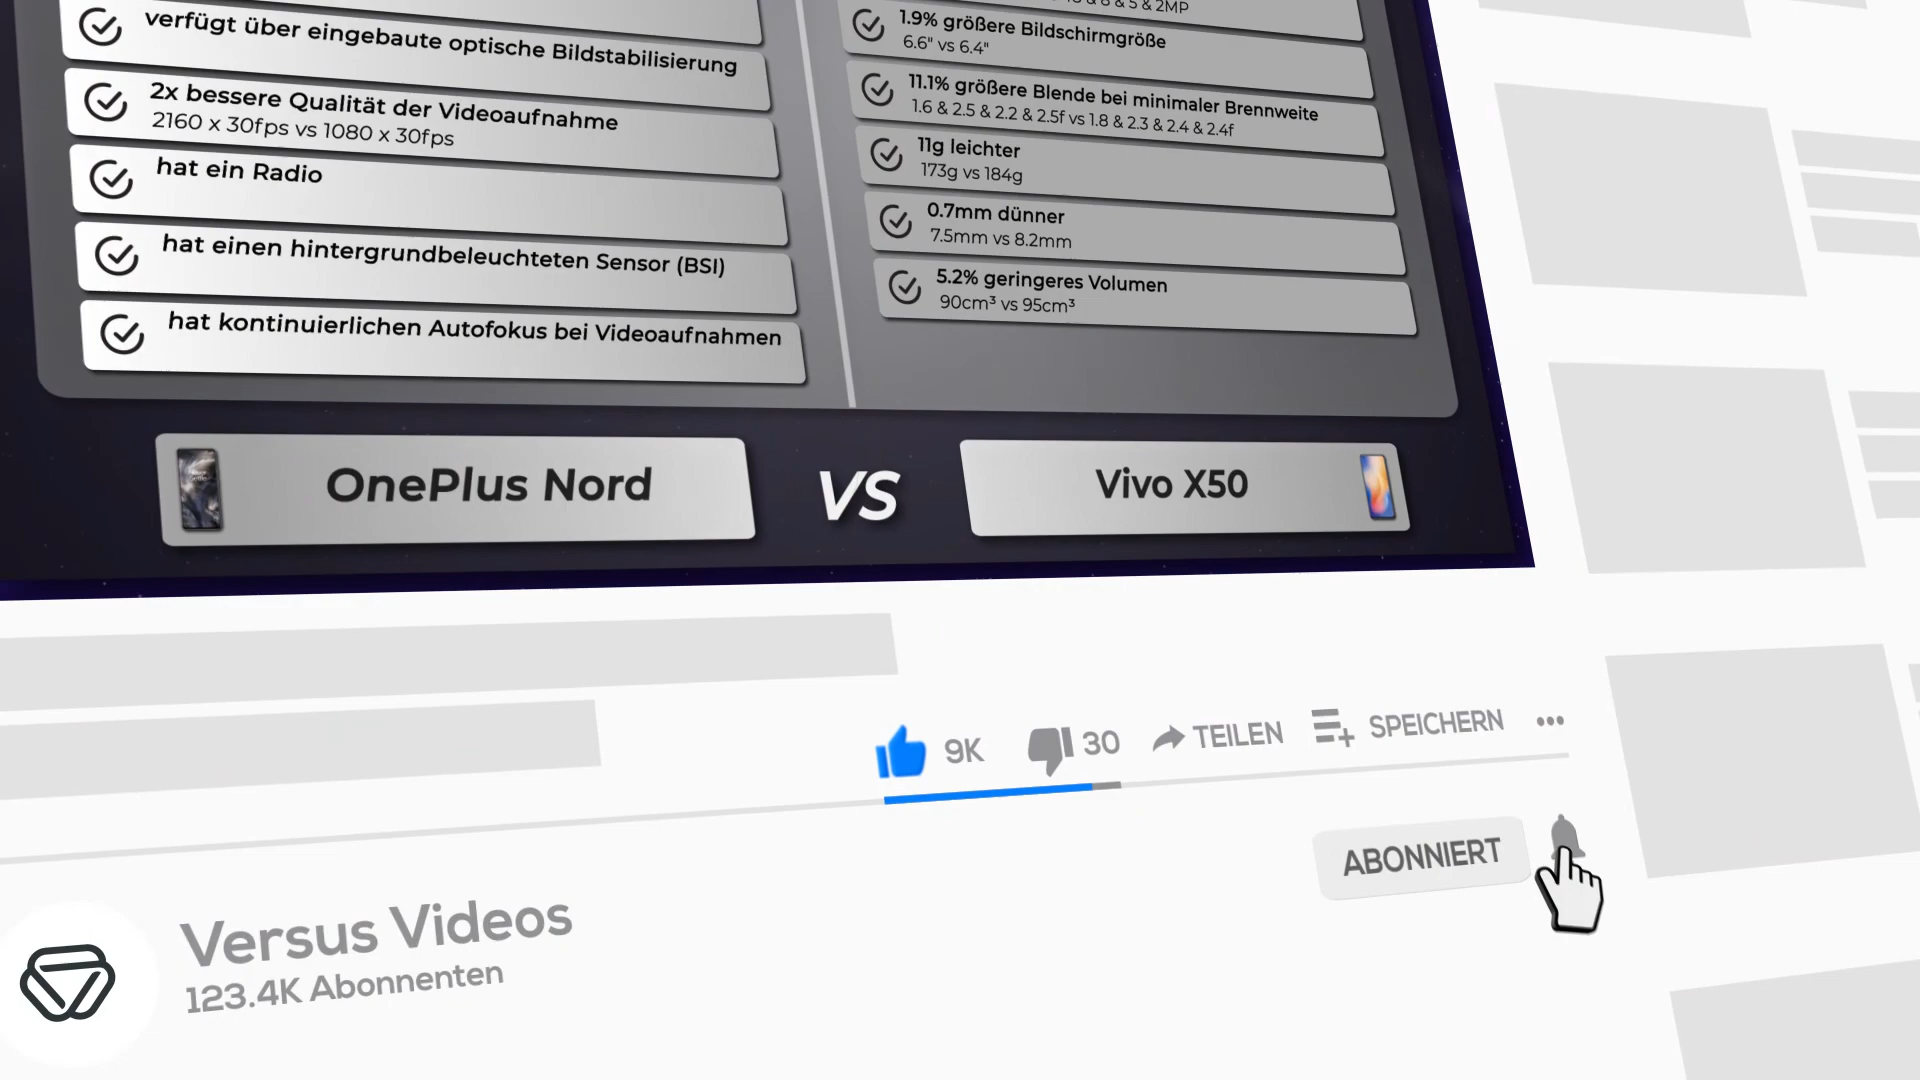 verfügt über eingebaute optische Bildstabilisierung
2x bessere Qualität der Videoaufnahme
2160 x 30fps vs 1080 x 30fps
hat ein Radio
hat einen hintergrundbeleuchteten Sensor (BSI)
hat kontinuierlichen Autofokus bei Videoaufnahmen
& 5 & 2MP
1.9% größere Bildschirmgröße
6.6" vs 6.4"
11.1% größere Blende bei minimaler Brennweite
1.6 & 2.5 & 2.2 & 2.5f vs 1.8 & 2.3 & 2.4 & 2.4f
11g leichter
173g vs 184g
0.7mm dünner
7.5mm vs 8.2mm
5.2% geringeres Volumen
90cm³ vs 95cm³
OnePlus Nord
VS
Vivo X50
9K
30
TEILEN
SPEICHERN
ABONNIERT
Versus Videos
123.4K Abonnenten